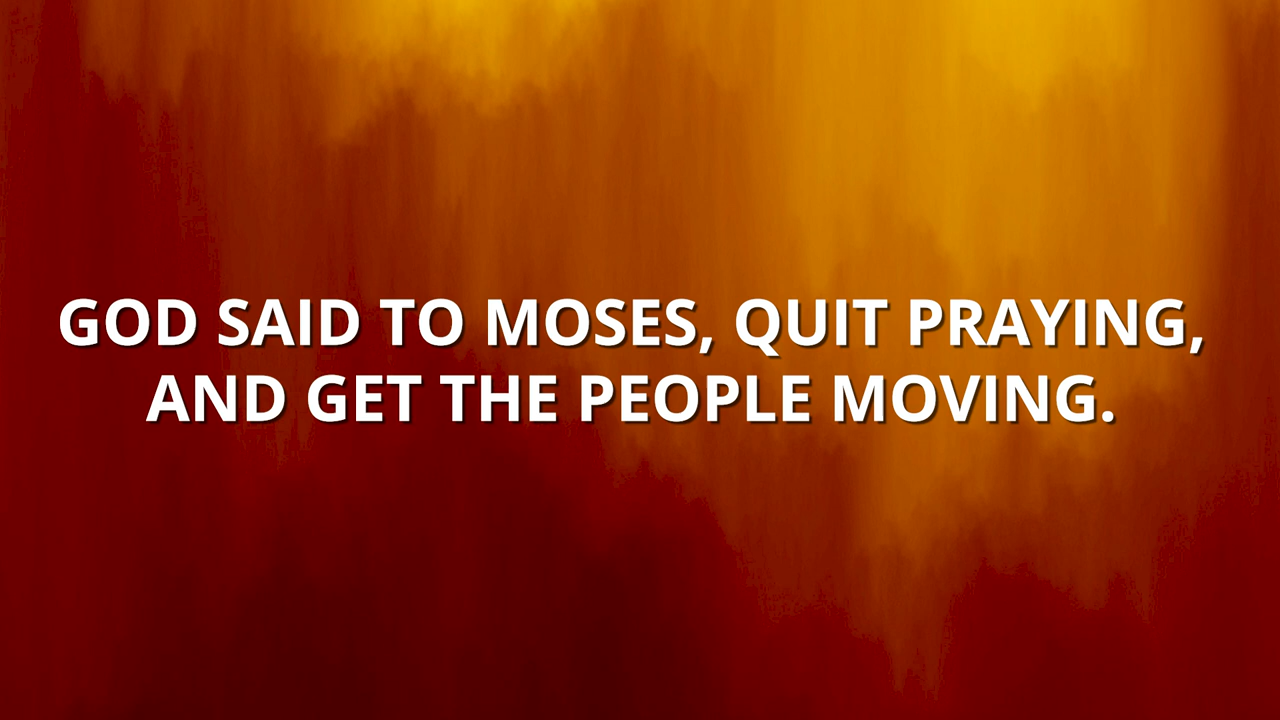 GOD SAID TO MOSES, QUIT PRAYING,
AND GET THE PEOPLE MOVING.